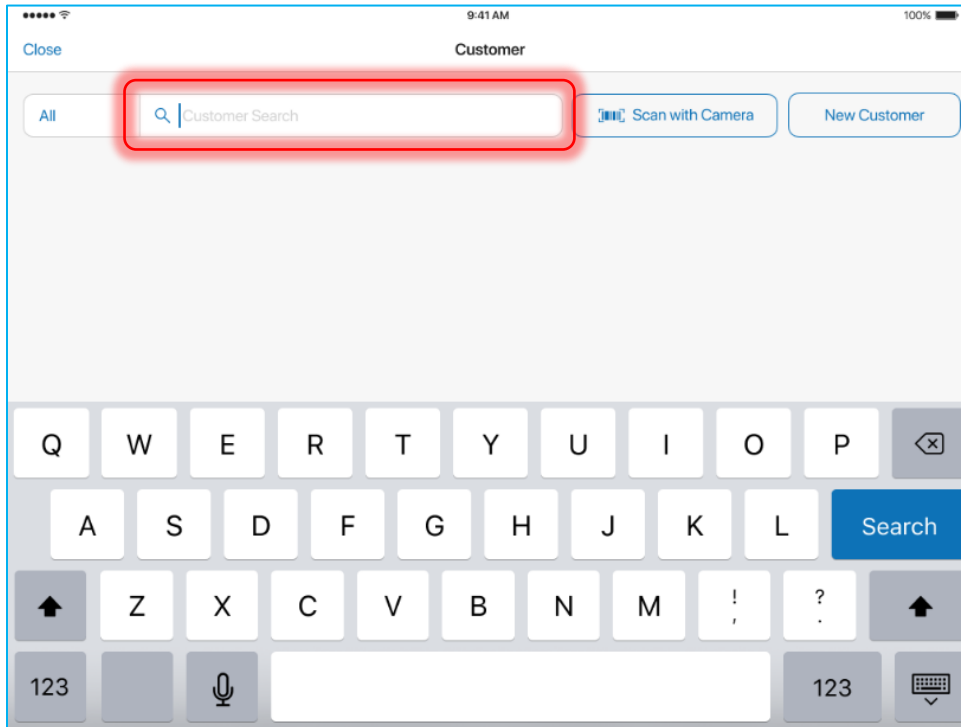 9:41 AM
100%
Close
Customer
All
Customer Search
Scan with Camera
New Customer
Q W E R T Y U I O P
A S D F G H J K L Search
Z X C V B N M ! , ? .
123 123